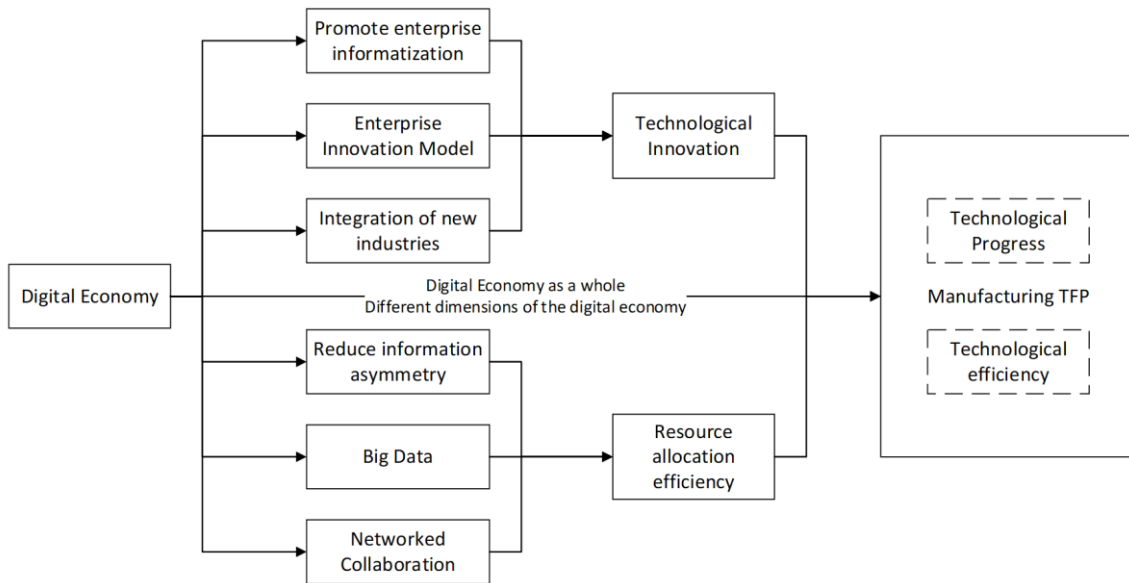 Promote enterprise
informatization
Enterprise
Innovation Model
Integration of new
industries
Technological
Innovation
Digital Economy
Digital Economy as a whole
Different dimensions of the digital economy
Reduce information
asymmetry
Big Data
Networked
Collaboration
Resource
allocation
efficiency
Technological
Progress
Manufacturing TFP
Technological
efficiency